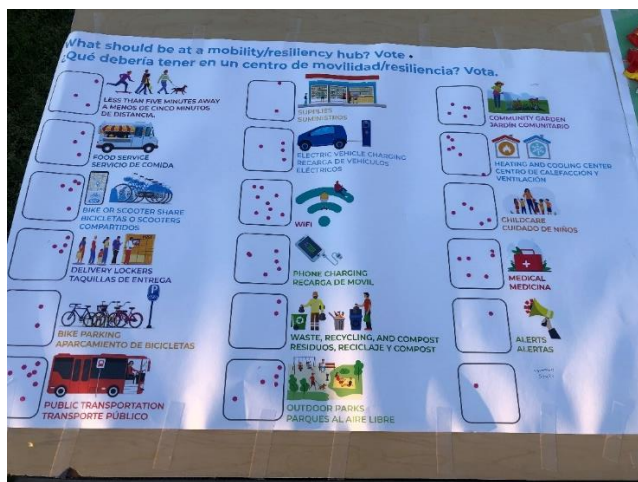 What should be at a mobility/resiliency hub? Vote •
¿Qué debería tener en un centro de movilidad/resiliencia? Vota.
LESS THAN FIVE MINUTES AWAY
A MENOS DE CINCO MINUTOS
DE DISTANCIA.
FOOD SERVICE
SERVICIO DE COMIDA
BIKE OR SCOOTER SHARE
BICICLETAS O SCOOTERS
COMPARTIDOS
DELIVERY LOCKERS
TAQUILLAS DE ENTREGA
P
BIKE PARKING
APARCAMIENTO DE BICICLETAS
PUBLIC TRANSPORTATION
TRANSPORTE PÚBLICO
SUPPLIES
SUMINISTROS
ELECTRIC VEHICLE CHARGING
RECARGA DE VEHÍCULOS
ELÉCTRICOS
WIFI
PHONE CHARGING
RECARGA DE MOVIL
WASTE, RECYCLING, AND COMPOST
RESIDUOS, RECICLAJE Y COMPOST
OUTDOOR PARKS
PARQUES AL AIRE LIBRE
COMMUNITY GARDEN
JARDÍN COMUNITARIO
HEATING AND COOLING CENTER
CENTRO DE CALEFACCIÓN Y
VENTILACIÓN
CHILDCARE
CUIDADO DE NIÑOS
MEDICAL
MEDICINA
ALERTS
ALERTAS